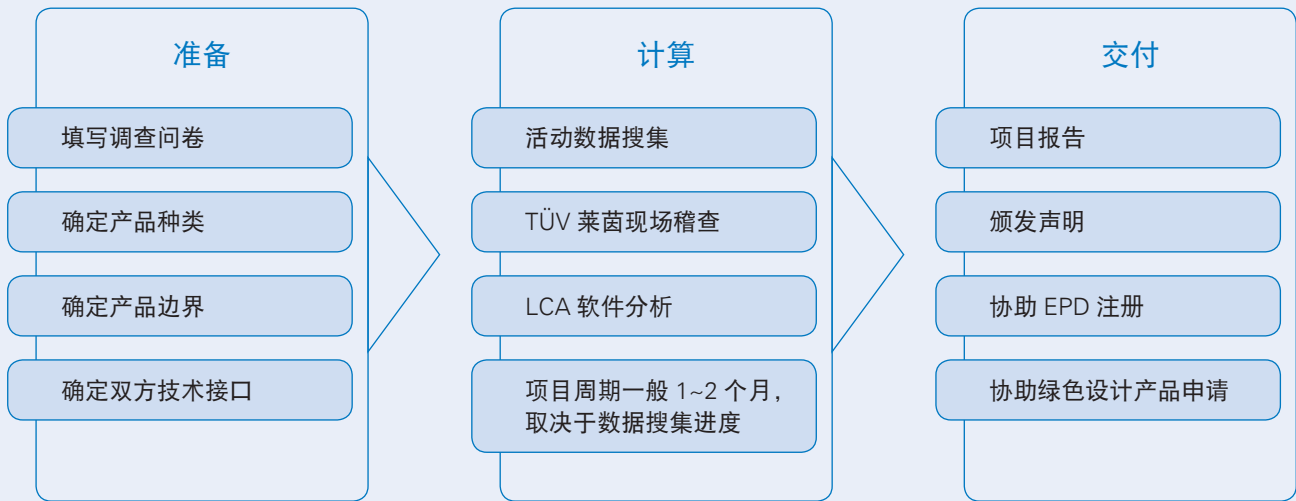 准备
填写调查问卷
确定产品种类
确定产品边界
确定双方技术接口
计算
活动数据搜集
TÜV 莱茵现场稽查
LCA 软件分析
项目周期一般 1~2 个月，
取决于数据搜集进度
交付
项目报告
颁发声明
协助 EPD 注册
协助绿色设计产品申请